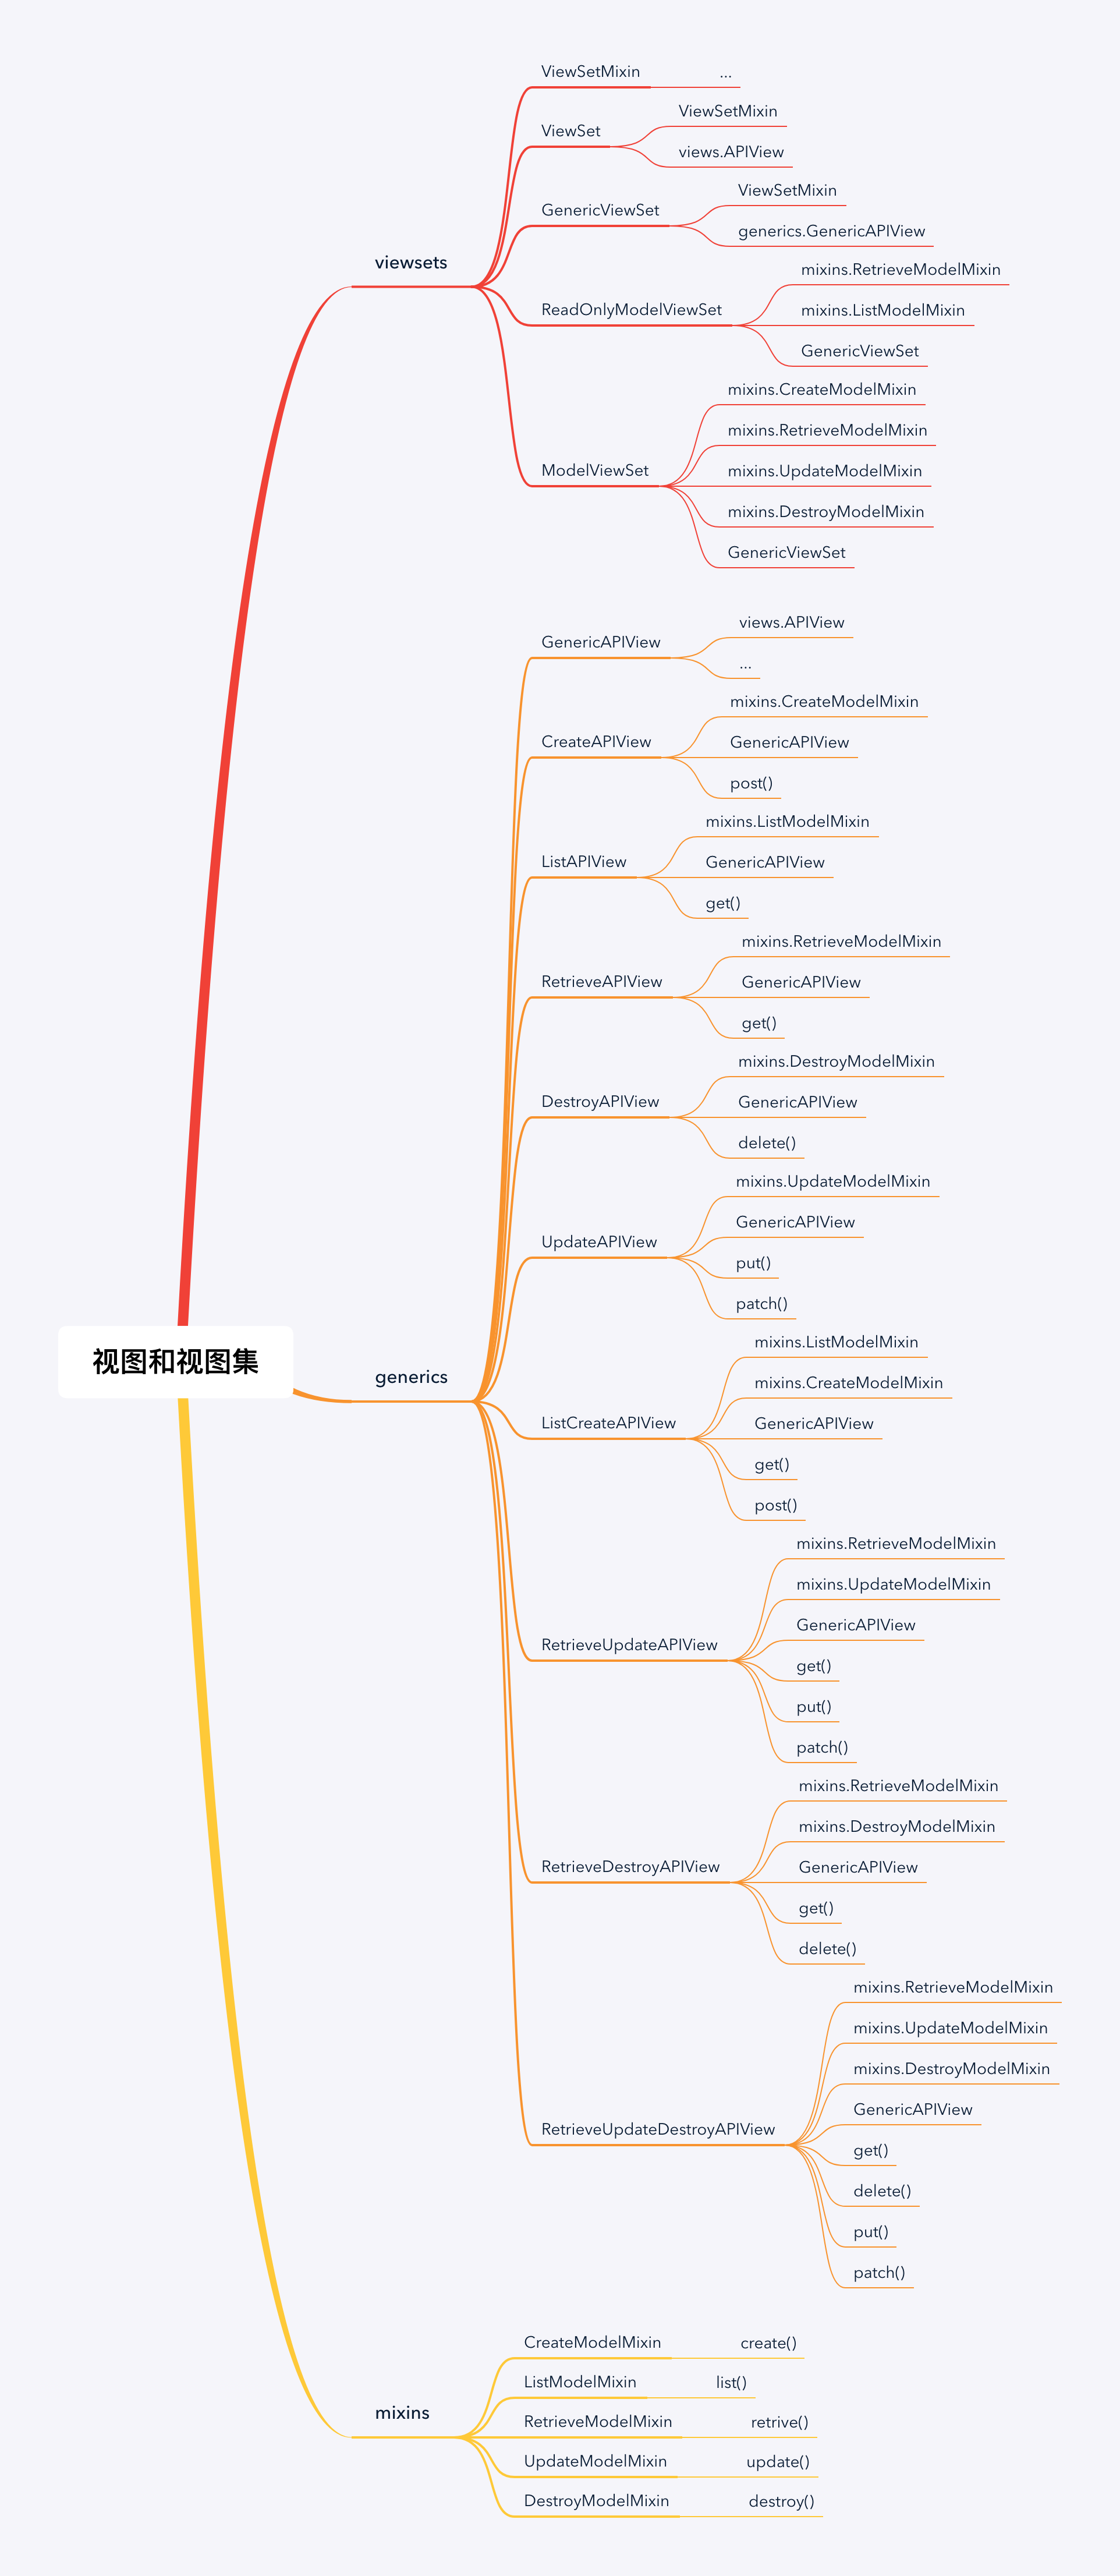 视图和视图集
viewsets
ViewSetMixin
...
ViewSet
ViewSetMixin
views.APIView
GenericViewSet
ViewSetMixin
generics.GenericAPIView
ReadOnlyModelViewSet
mixins.RetrieveModelMixin
mixins.ListModelMixin
GenericViewSet
ModelViewSet
mixins.CreateModelMixin
mixins.RetrieveModelMixin
mixins.UpdateModelMixin
mixins.DestroyModelMixin
GenericViewSet
generics
GenericAPIView
views.APIView
...
CreateAPIView
mixins.CreateModelMixin
GenericAPIView
post()
ListAPIView
mixins.ListModelMixin
GenericAPIView
get()
RetrieveAPIView
mixins.RetrieveModelMixin
GenericAPIView
get()
DestroyAPIView
mixins.DestroyModelMixin
GenericAPIView
delete()
UpdateAPIView
mixins.UpdateModelMixin
GenericAPIView
put()
patch()
ListCreateAPIView
mixins.ListModelMixin
mixins.CreateModelMixin
GenericAPIView
get()
post()
RetrieveUpdateAPIView
mixins.RetrieveModelMixin
mixins.UpdateModelMixin
GenericAPIView
get()
put()
patch()
RetrieveDestroyAPIView
mixins.RetrieveModelMixin
mixins.DestroyModelMixin
GenericAPIView
get()
delete()
RetrieveUpdateDestroyAPIView
mixins.RetrieveModelMixin
mixins.UpdateModelMixin
mixins.DestroyModelMixin
GenericAPIView
get()
delete()
put()
patch()
mixins
CreateModelMixin
create()
ListModelMixin
list()
RetrieveModelMixin
retrive()
UpdateModelMixin
update()
DestroyModelMixin
destroy()